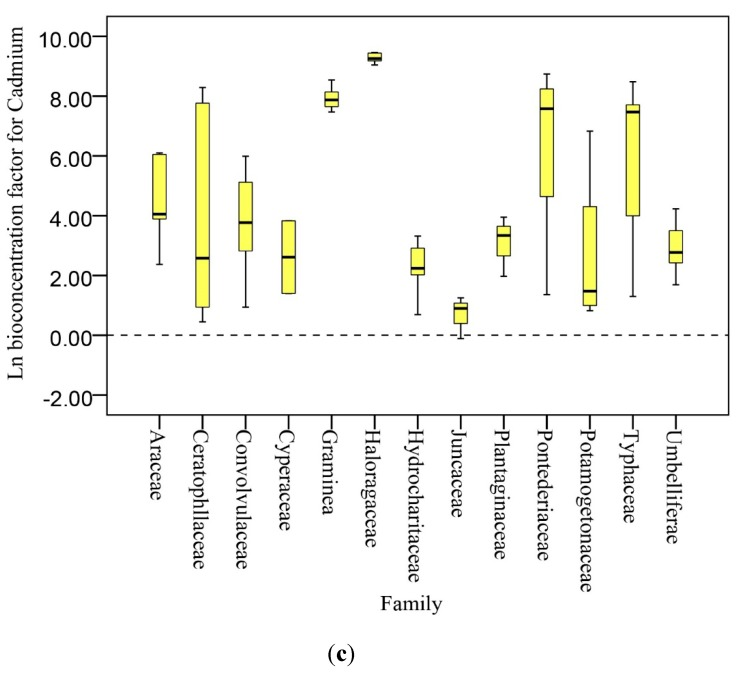 Ln bioconcentration factor for Cadmium
10.00
8.00
6.00
4.00
2.00
0.00
-2.00
Araceae
Ceratophllaceae
Convolvulaceae
Cyperaceae
Graminea
Haloragaceae
Hydrocharitaceae
Juncaceae
Plantaginaceae
Pontederiaceae
Potamogetonaceae
Typhaceae
Umbelliferae
Family
(c)